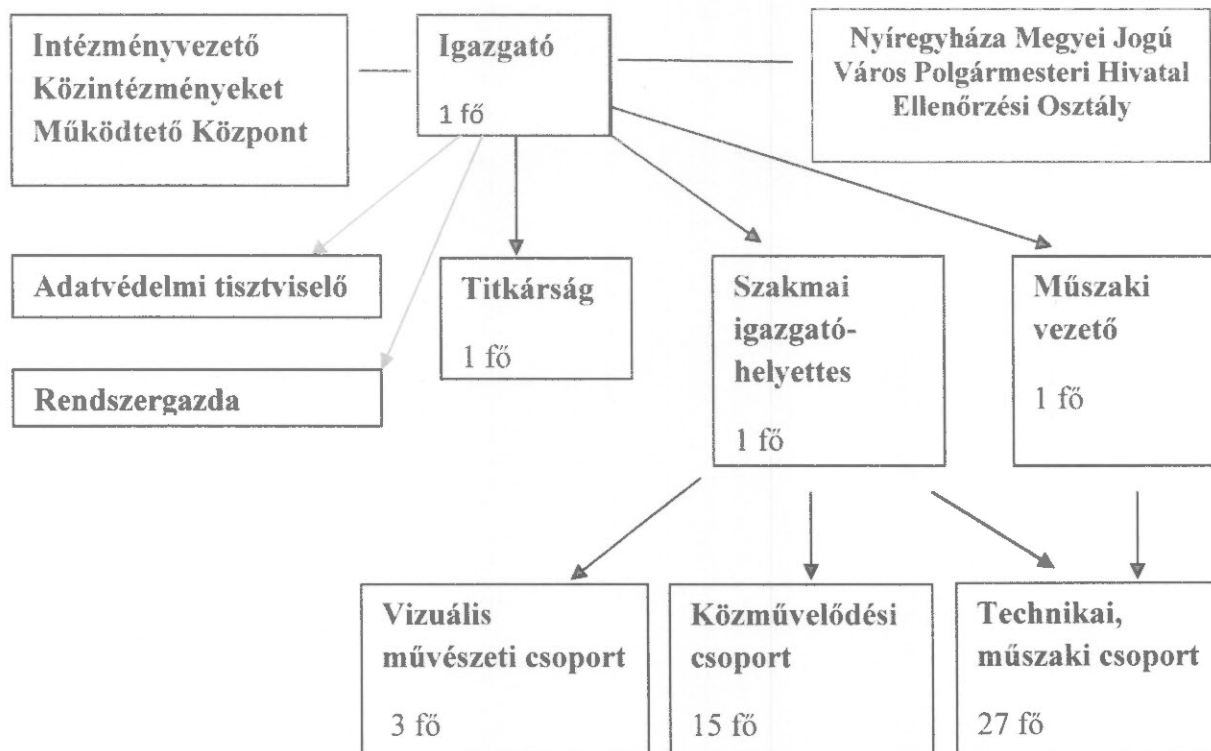 Intézményvezető
Közintézményeket
Működtető Központ
Igazgató
1 fő
Nyíregyháza Megyei Jogú
Város Polgármesteri Hivatal
Ellenőrzési Osztály
Adatvédelmi tisztviselő
Rendszergazda
Titkárság
1 fő
Szakmai
igazgató-
helyettes
1 fő
Műszaki
vezető
1 fő
Vizuális
művészeti csoport
3 fő
Közművelődési
csoport
15 fő
Technikai,
műszaki csoport
27 fő